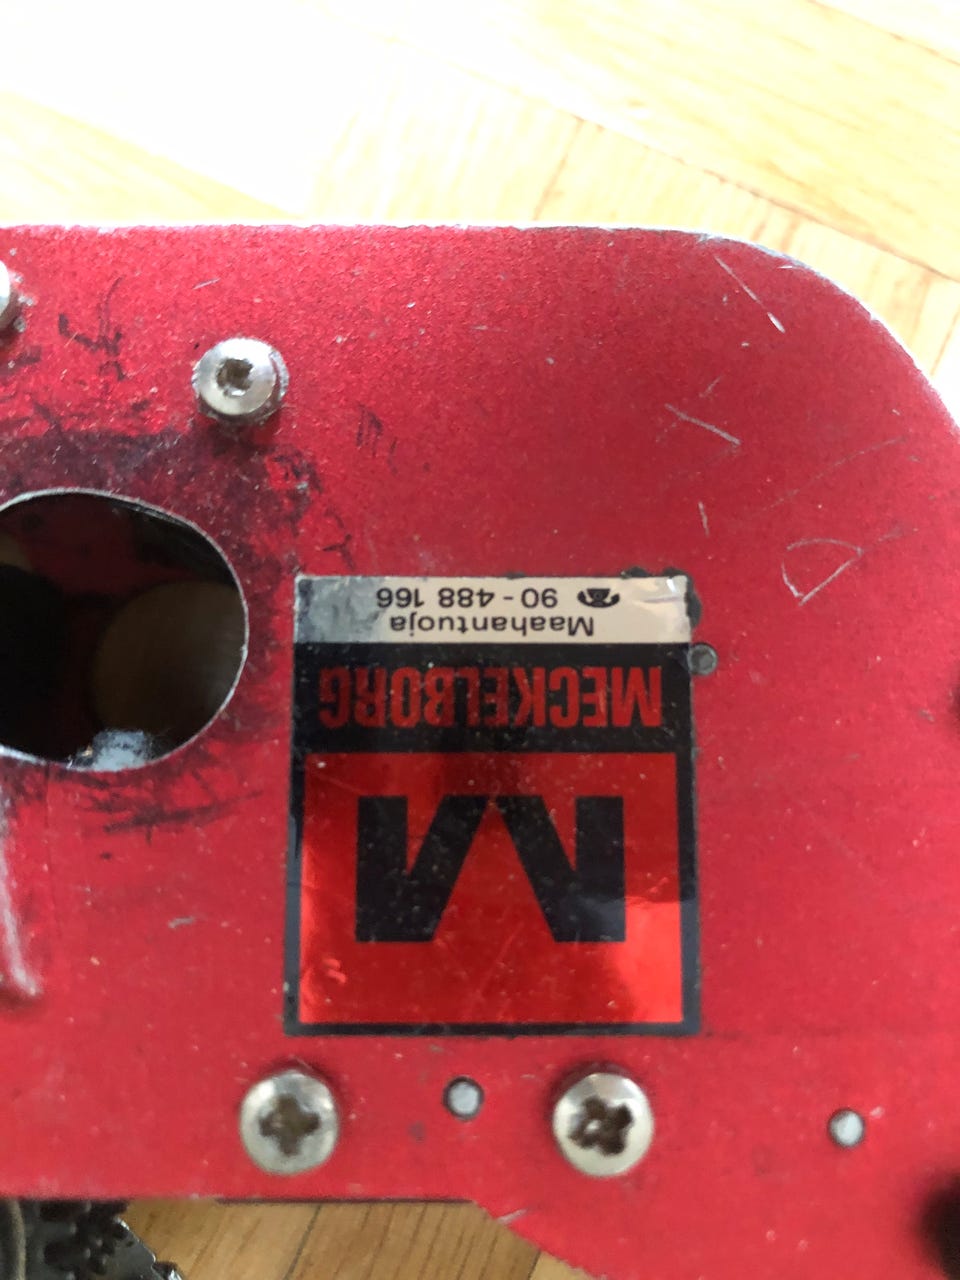 M
MECKELBORG
Maahantuoja
90 - 488 166